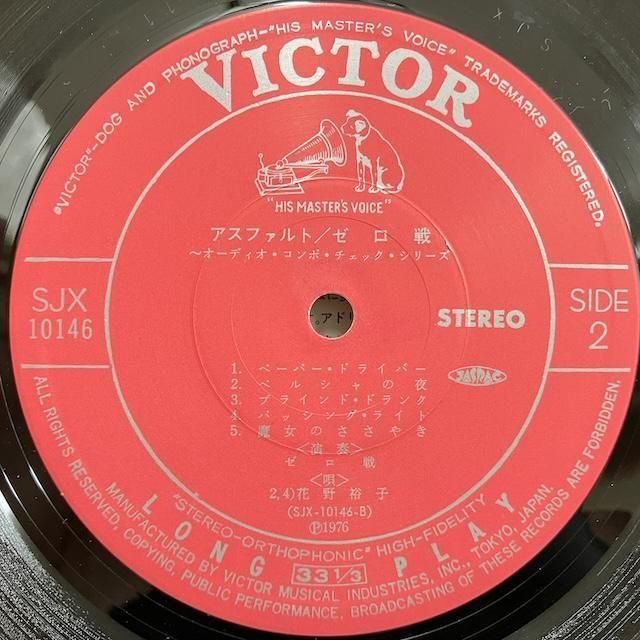 "VICTOR"–DOG AND PHONOGRAPH–"HIS MASTER'S VOICE" TRADEMARKS REGISTERED.
VICTOR
"HIS MASTER'S VOICE"
アスファルト/ゼロ戦
〜オーディオ・コンポ・チェック・シリーズ
SJX
10146
STEREO
SIDE
2
JASRAC
1. ペーパー・ドライバー
2. ペルシャの夜
3. ブラインド・ドランク
4. パッシング・ライト
5. 魔女のささやき
〈演奏〉
ゼロ戦
〈唄〉
2,4) 花野裕子
(SJX-10146-B)
Ⓟ1976
"STEREO-ORTHOPHONIC" HIGH-FIDELITY
LONG 33 1/3 PLAY
MANUFACTURED BY VICTOR MUSICAL INDUSTRIES, INC., TOKYO, JAPAN.
ALL RIGHTS RESERVED, COPYING, PUBLIC PERFORMANCE, BROADCASTING OF THESE RECORDS ARE FORBIDDEN.